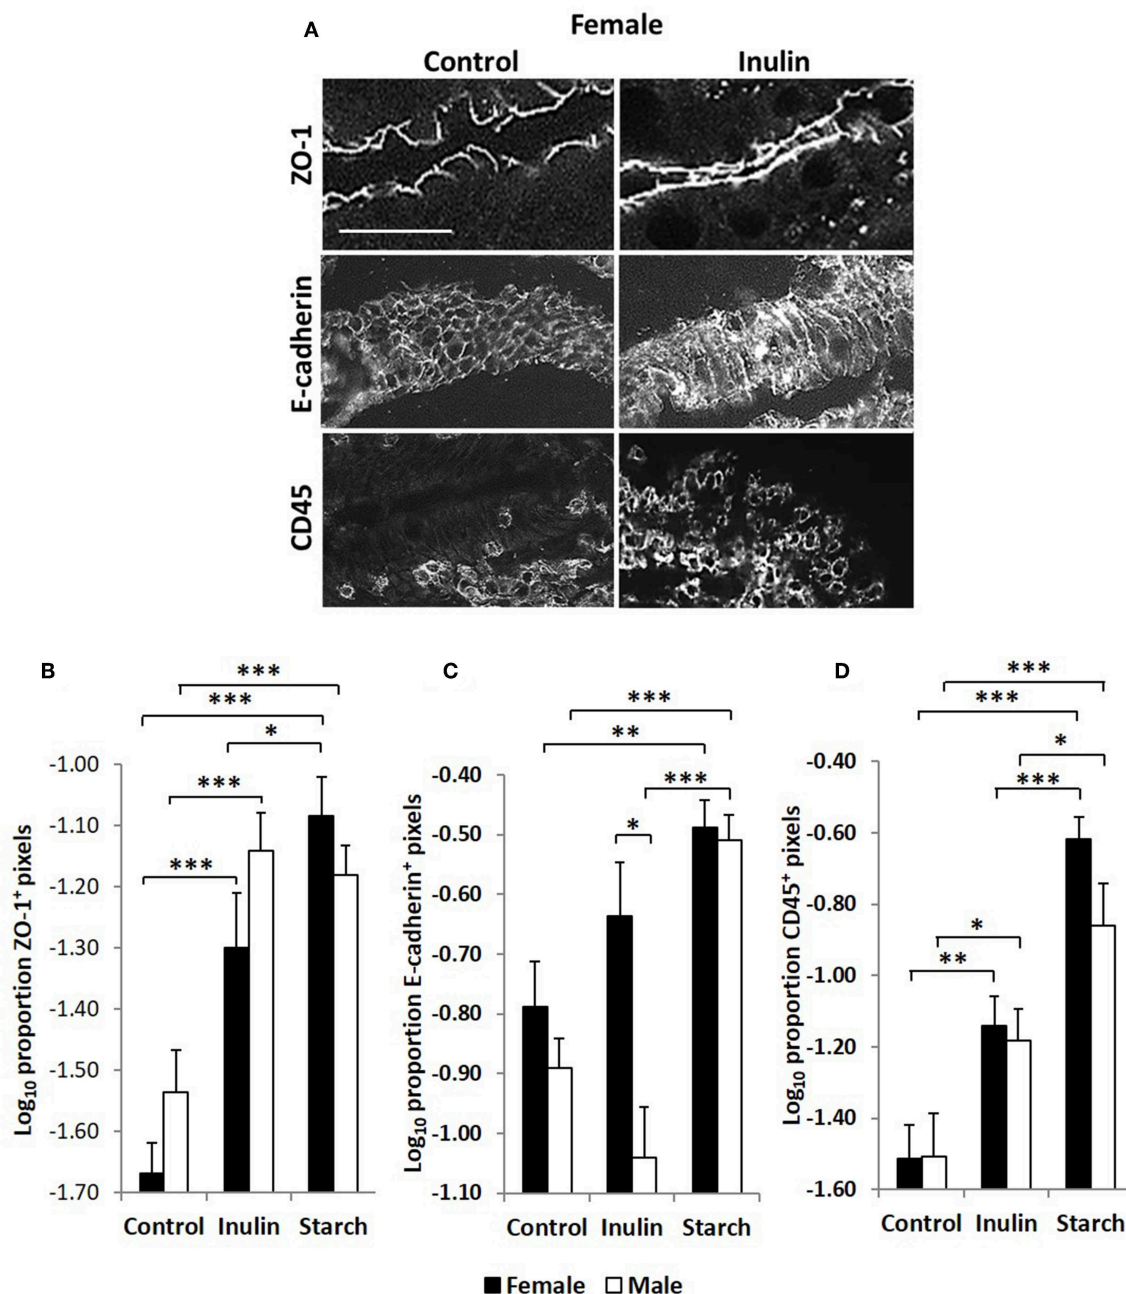 A
Female
Control Inulin
ZO-1
E-cadherin
CD45
B C D
***
***
*
***
***
Log10 proportion ZO-1+ pixels
-1.00
-1.10
-1.20
-1.30
-1.40
-1.50
-1.60
-1.70
Control Inulin Starch
***
**
***
*
Log10 proportion E-cadherin+ pixels
-0.40
-0.50
-0.60
-0.70
-0.80
-0.90
-1.00
-1.10
Control Inulin Starch
***
***
*
***
*
**
Log10 proportion CD45+ pixels
-0.40
-0.60
-0.80
-1.00
-1.20
-1.40
-1.60
Control Inulin Starch
Female Male